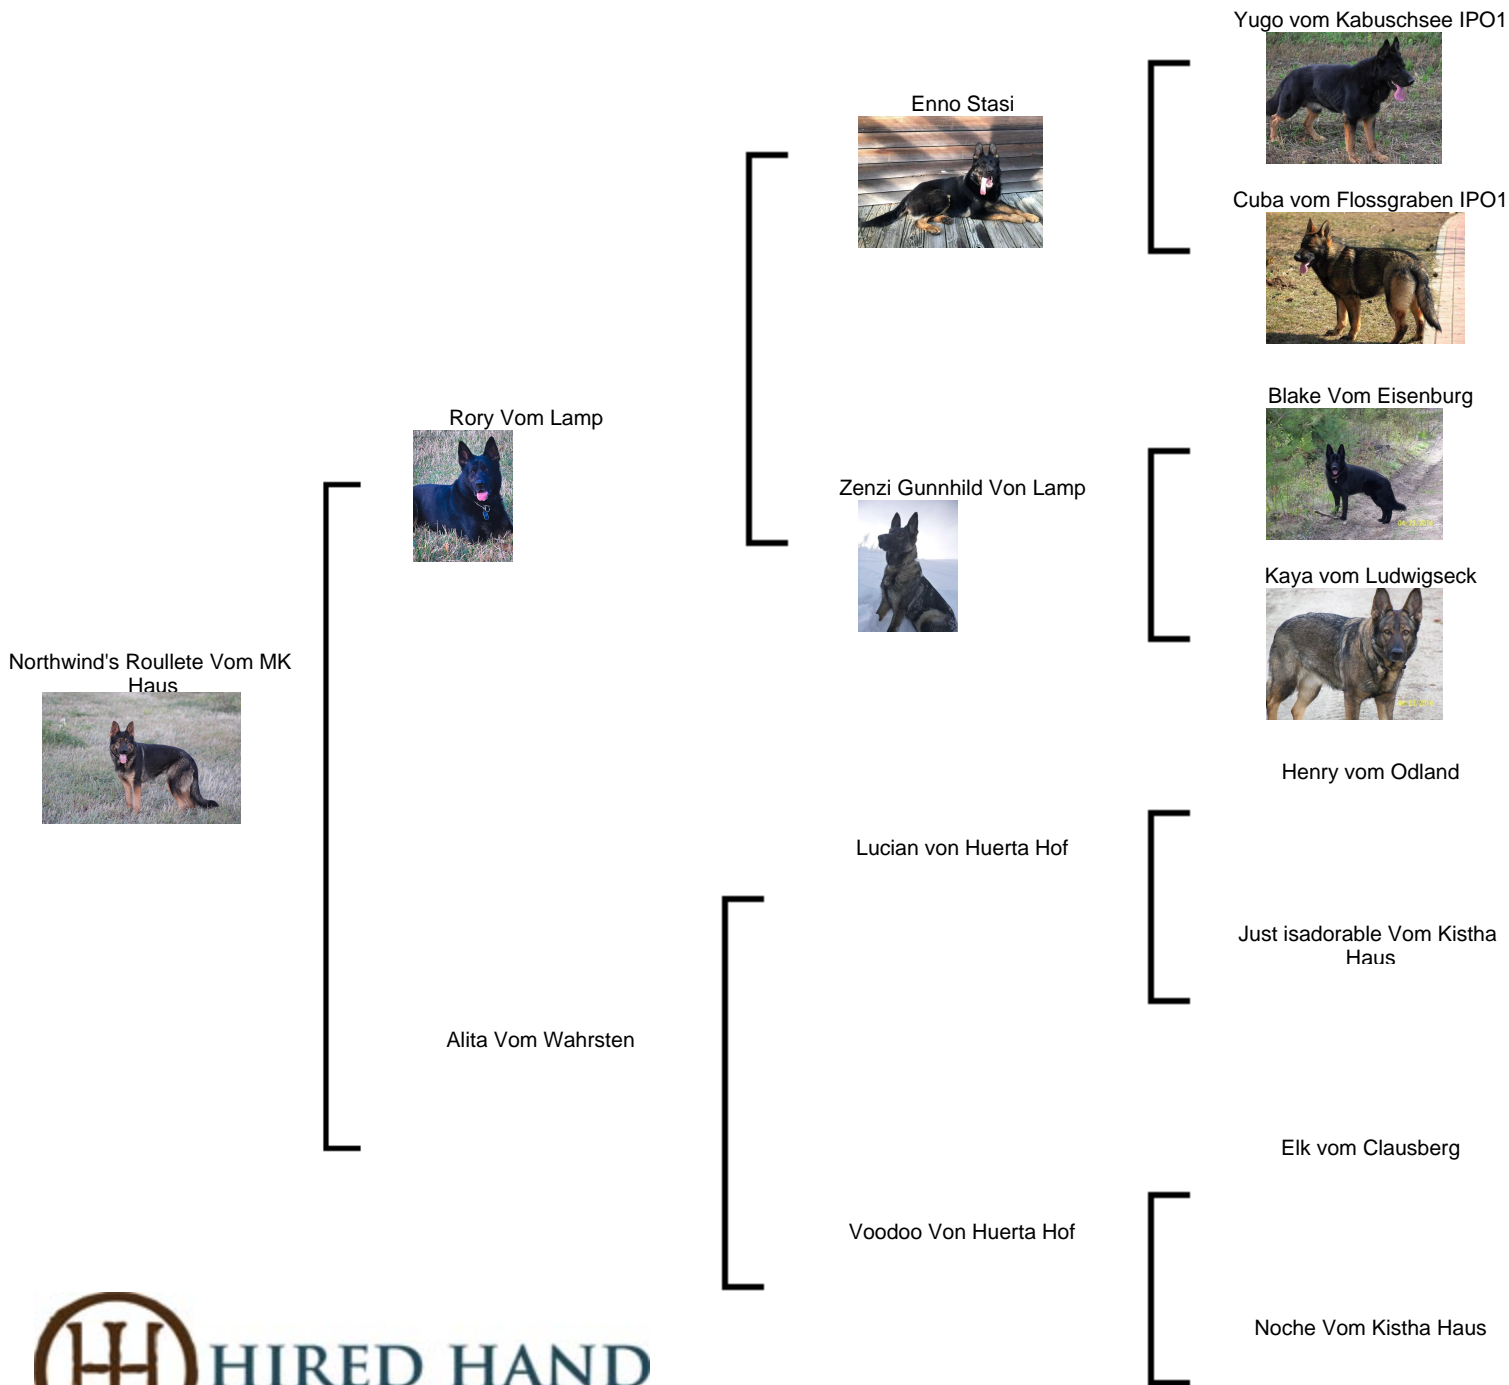 Yugo vom Kabuschsee IPO1
Enno Stasi
Cuba vom Flossgraben IPO1
Blake Vom Eisenburg
Rory Vom Lamp
Zenzi Gunnhild Von Lamp
Kaya vom Ludwigseck
Northwind's Roullete Vom MK
Haus
Henry vom Odland
Lucian von Huerta Hof
Just isadorable Vom Kistha
Haus
Alita Vom Wahrsten
Elk vom Clausberg
Voodoo Von Huerta Hof
Noche Vom Kistha Haus
HIRED HAND